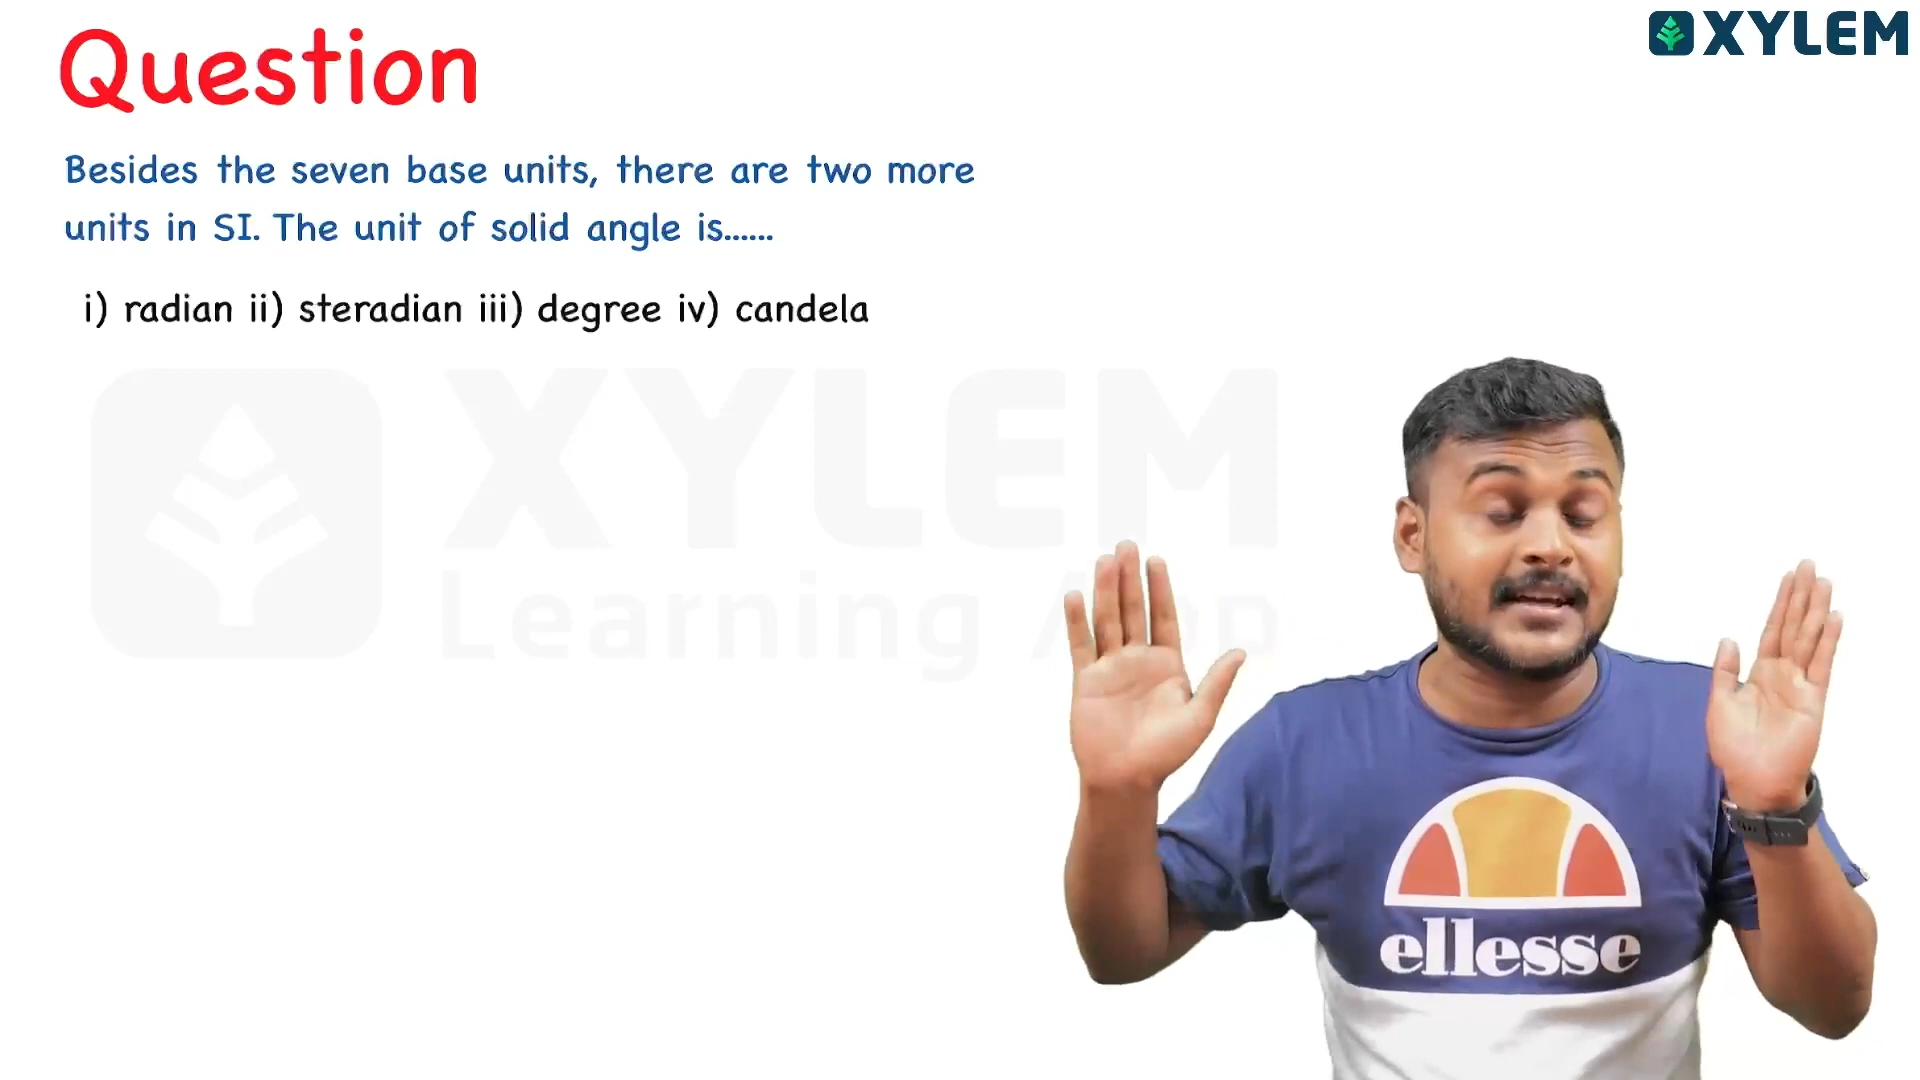 Question
XYLEM
Besides the seven base units, there are two more
units in SI. The unit of solid angle is......
i) radian ii) steradian iii) degree iv) candela
XYLEM
Learning App
ellesse